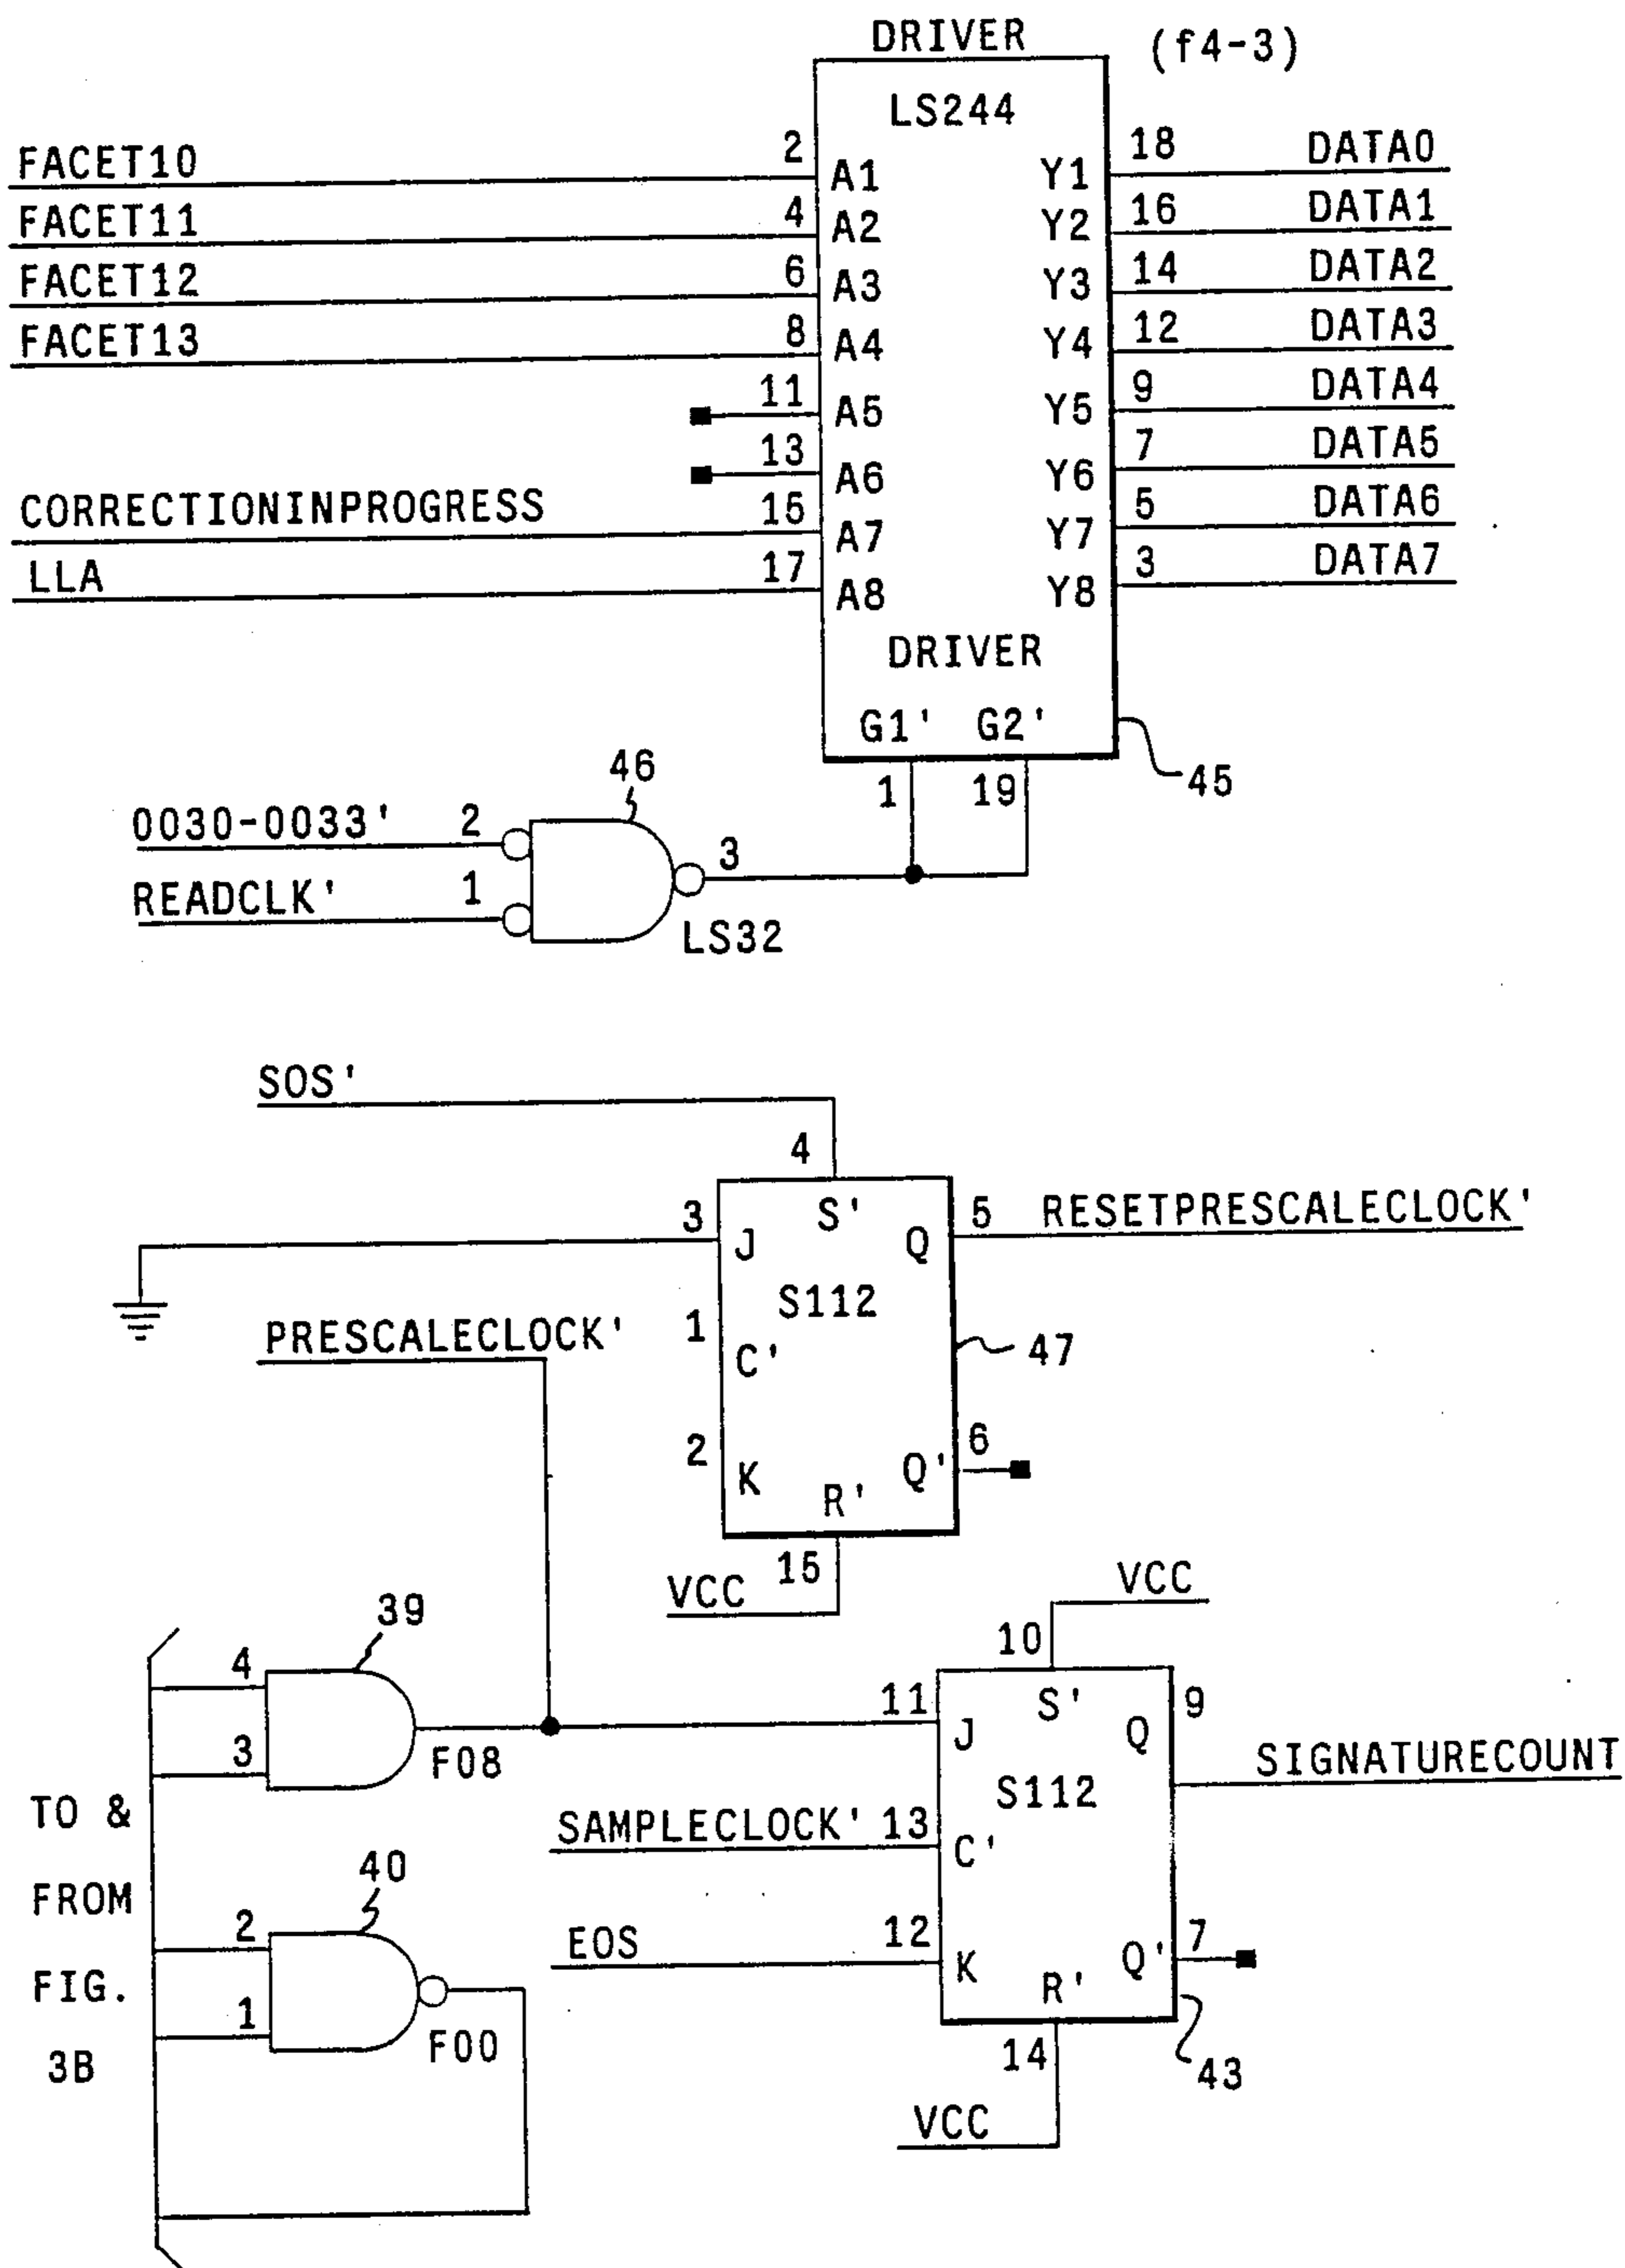 DRIVER (f4-3)
LS244
FACET10 2 A1 Y1 18 DATA0
FACET11 4 A2 Y2 16 DATA1
FACET12 6 A3 Y3 14 DATA2
FACET13 8 A4 Y4 12 DATA3
11 A5 Y5 9 DATA4
13 A6 Y6 7 DATA5
CORRECTIONINPROGRESS 15 A7 Y7 5 DATA6
LLA 17 A8 Y8 3 DATA7
DRIVER
G1' G2'
1 19 45
46
0030-0033' 2
READCLK' 1 3
LS32
SOS'
4
3 J S' Q 5 RESETPRESCALECLOCK'
S112
PRESCALECLOCK' 1 C' 47
2 K R' Q' 6
VCC 15
39
4
3
F08
VCC
10
11 J S' Q 9
S112
SIGNATURECOUNT
SAMPLECLOCK' 13 C'
EOS 12 K R' Q' 7
14 43
VCC
TO &
FROM
FIG.
3B
40
2
1
F00